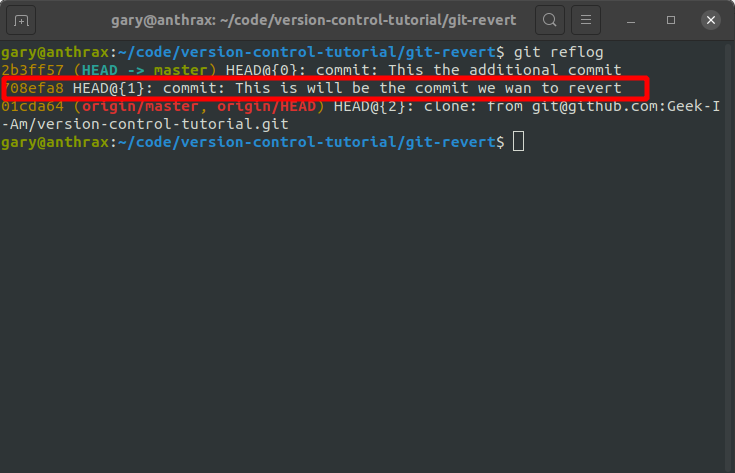 gary@anthrax: ~/code/version-control-tutorial/git-revert
gary@anthrax:~/code/version-control-tutorial/git-revert$ git reflog
2b3ff57 (HEAD -> master) HEAD@{0}: commit: This the additional commit
708efa8 HEAD@{1}: commit: This is will be the commit we wan to revert
01cda64 (origin/master, origin/HEAD) HEAD@{2}: clone: from git@github.com:Geek-I
-Am/version-control-tutorial.git
gary@anthrax:~/code/version-control-tutorial/git-revert$